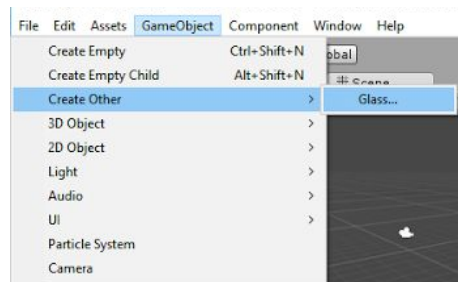 File Edit Assets GameObject Component Window Help
Create Empty Ctrl+Shift+N
Create Empty Child Alt+Shift+N
Create Other > Glass...
3D Object >
2D Object >
Light >
Audio >
UI >
Particle System
Camera